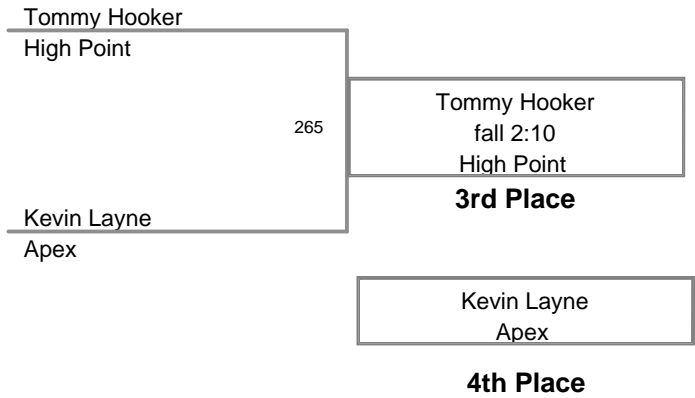 Tommy Hooker
High Point
265
Tommy Hooker
fall 2:10
High Point
3rd Place
Kevin Layne
Apex
Kevin Layne
Apex
4th Place